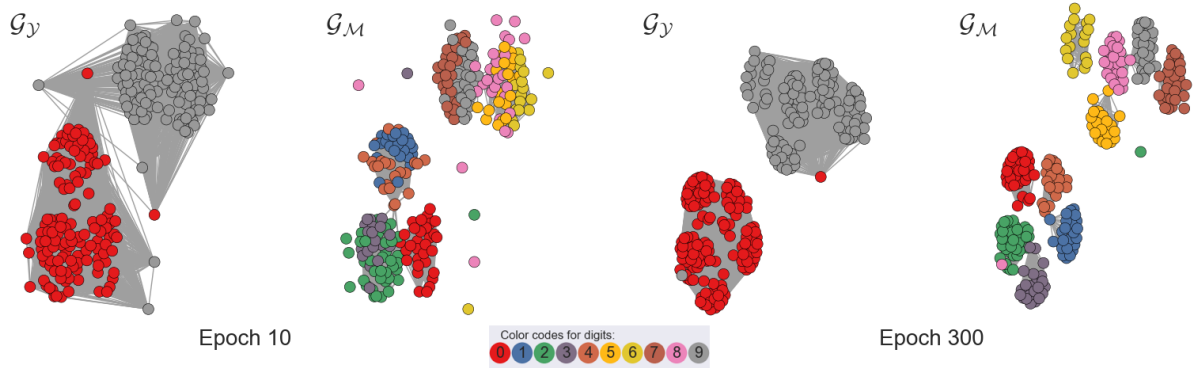 𝒢𝒴
𝒢ℳ
𝒢𝒴
𝒢ℳ
Epoch 10
Epoch 300
Color codes for digits:
0 1 2 3 4 5 6 7 8 9